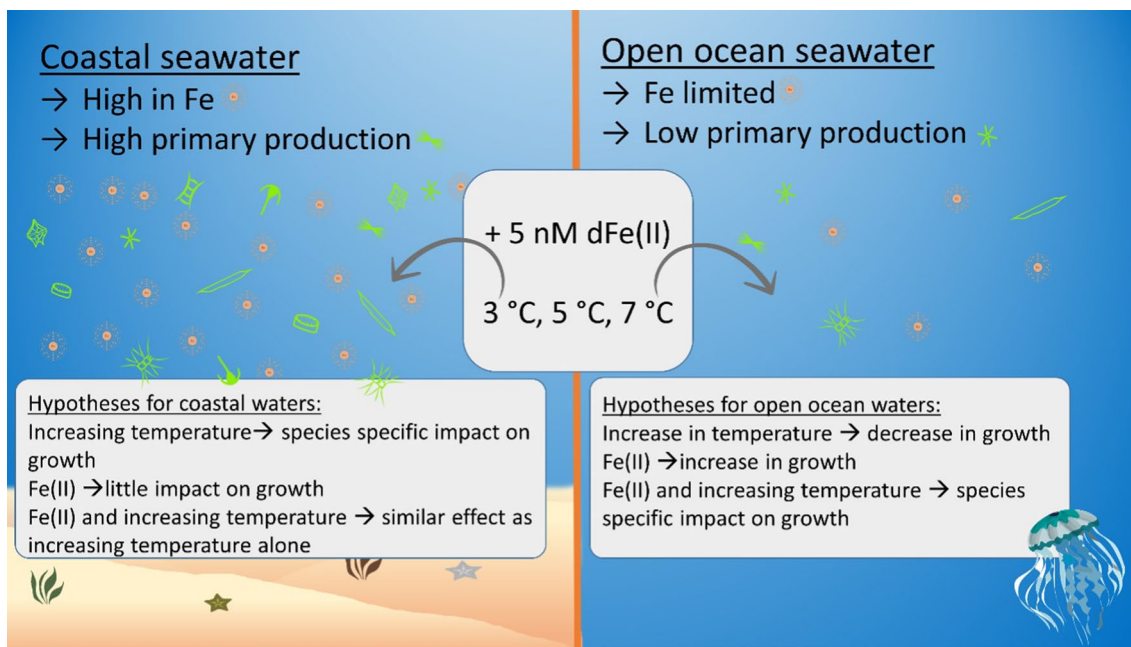 Coastal seawater
→ High in Fe
→ High primary production
Open ocean seawater
→ Fe limited
→ Low primary production
+ 5 nM dFe(II)
3 °C, 5 °C, 7 °C
Hypotheses for coastal waters:
Increasing temperature→ species specific impact on
growth
Fe(II) →little impact on growth
Fe(II) and increasing temperature → similar effect as
increasing temperature alone
Hypotheses for open ocean waters:
Increase in temperature → decrease in growth
Fe(II) →increase in growth
Fe(II) and increasing temperature → species
specific impact on growth